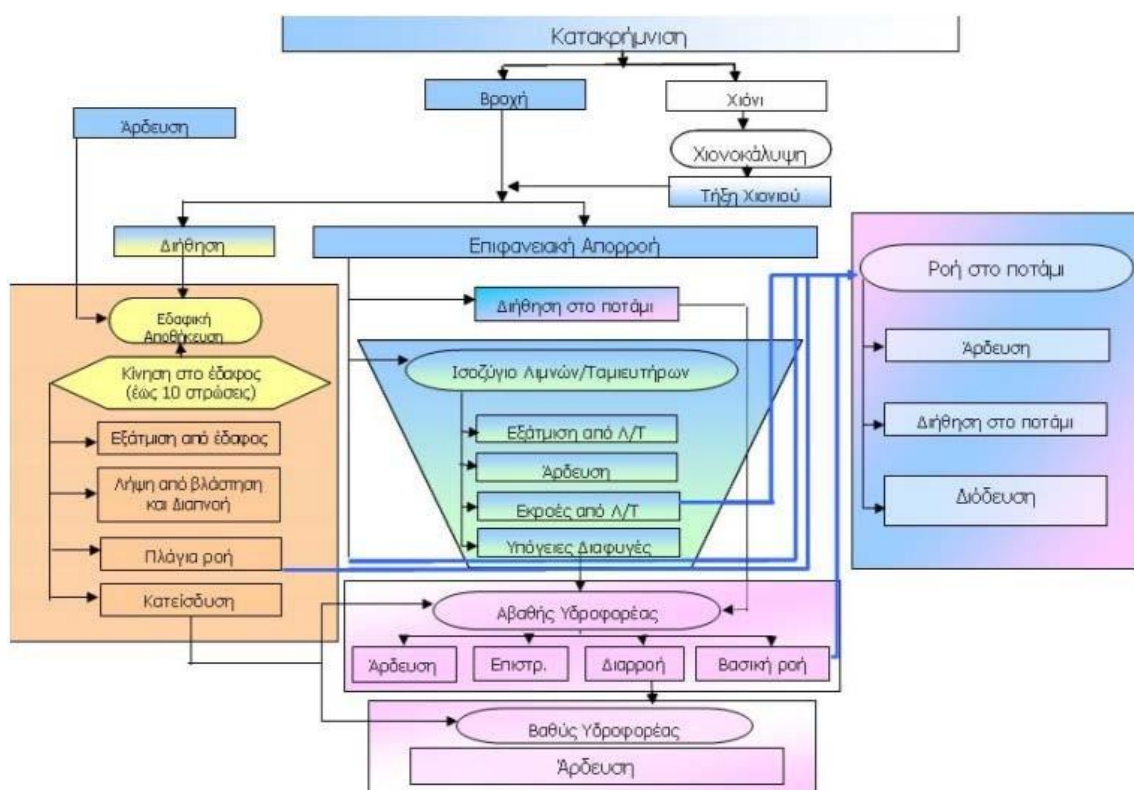 Κατακρήμνιση
Βροχή
Χιόνι
Άρδευση
Χιονοκάλυψη
Τήξη Χιονιού
Διήθηση
Επιφανειακή Απορροή
Ροή στο ποτάμι
Διήθηση στο ποτάμι
Εδαφική
Αποθήκευση
Άρδευση
Κίνηση στο έδαφος
(έως 10 στρώσεις)
Ισοζύγιο Λιμνών/Ταμιευτήρων
Διήθηση στο ποτάμι
Εξάτμιση από έδαφος
Εξάτμιση από Λ/Τ
Άρδευση
Λήψη από βλάστηση
και Διαπνοή
Διόδευση
Εκροές από Λ/Τ
Υπόγειες Διαφυγές
Πλάγια ροή
Κατείσδυση
Αβαθής Υδροφορέας
Άρδευση
Επιστρ.
Διαρροή
Βασική ροή
Βαθύς Υδροφορέας
Άρδευση